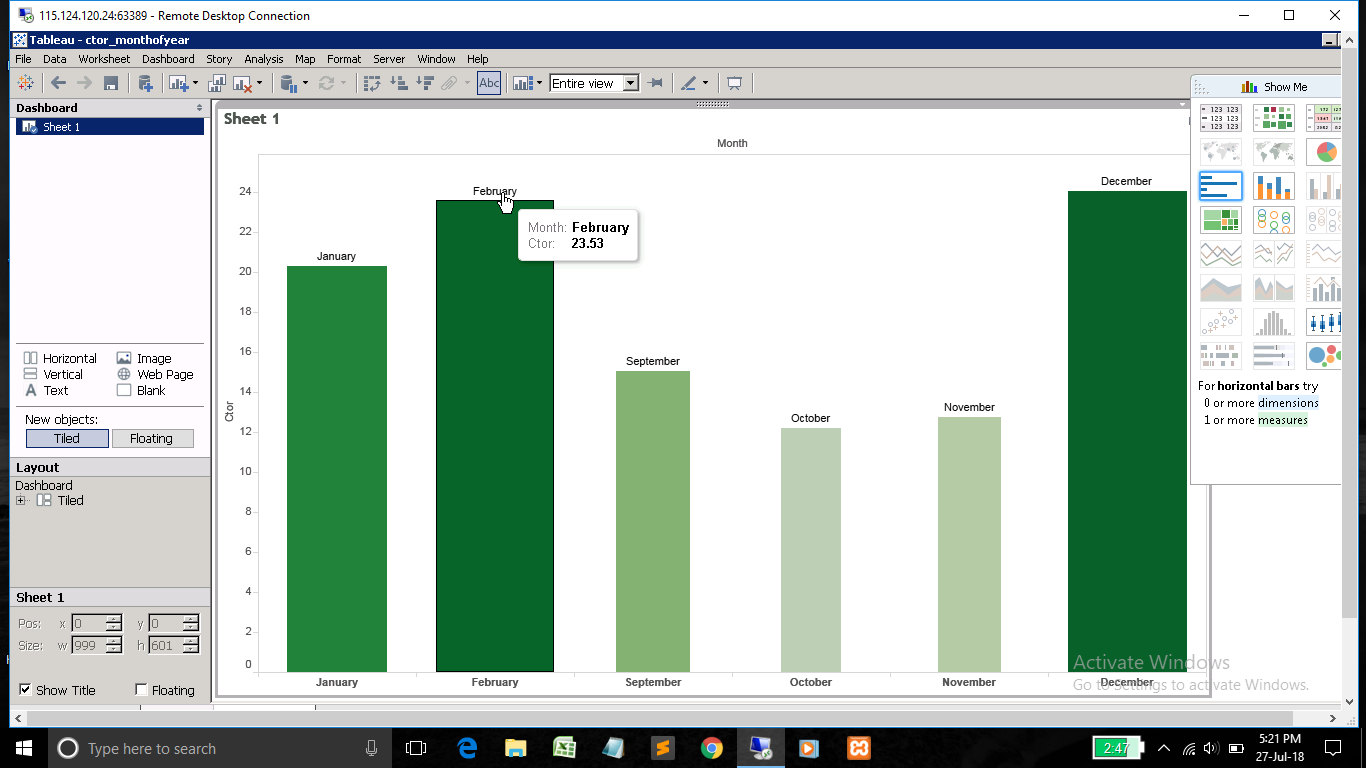 115.124.120.24:63389 - Remote Desktop Connection
Tableau - ctor_monthofyear
File Data Worksheet Dashboard Story Analysis Map Format Server Window Help
Abc Entire view
Dashboard
Sheet 1
Horizontal Image
Vertical Web Page
Text Blank
New objects:
Tiled Floating
Layout
Dashboard
Tiled
Sheet 1
Pos: x 0 y 0
Size: w 999 h 601
Show Title Floating
Sheet 1
Month
Ctor
24
22
20
18
16
14
12
10
8
6
4
2
0
January
February
September
October
November
December
Month: February
Ctor: 23.53
January February September October November December
Show Me
For horizontal bars try
0 or more dimensions
1 or more measures
Activate Windows
Go to Settings to activate Windows.
Type here to search
2:47
5:21 PM
27-Jul-18